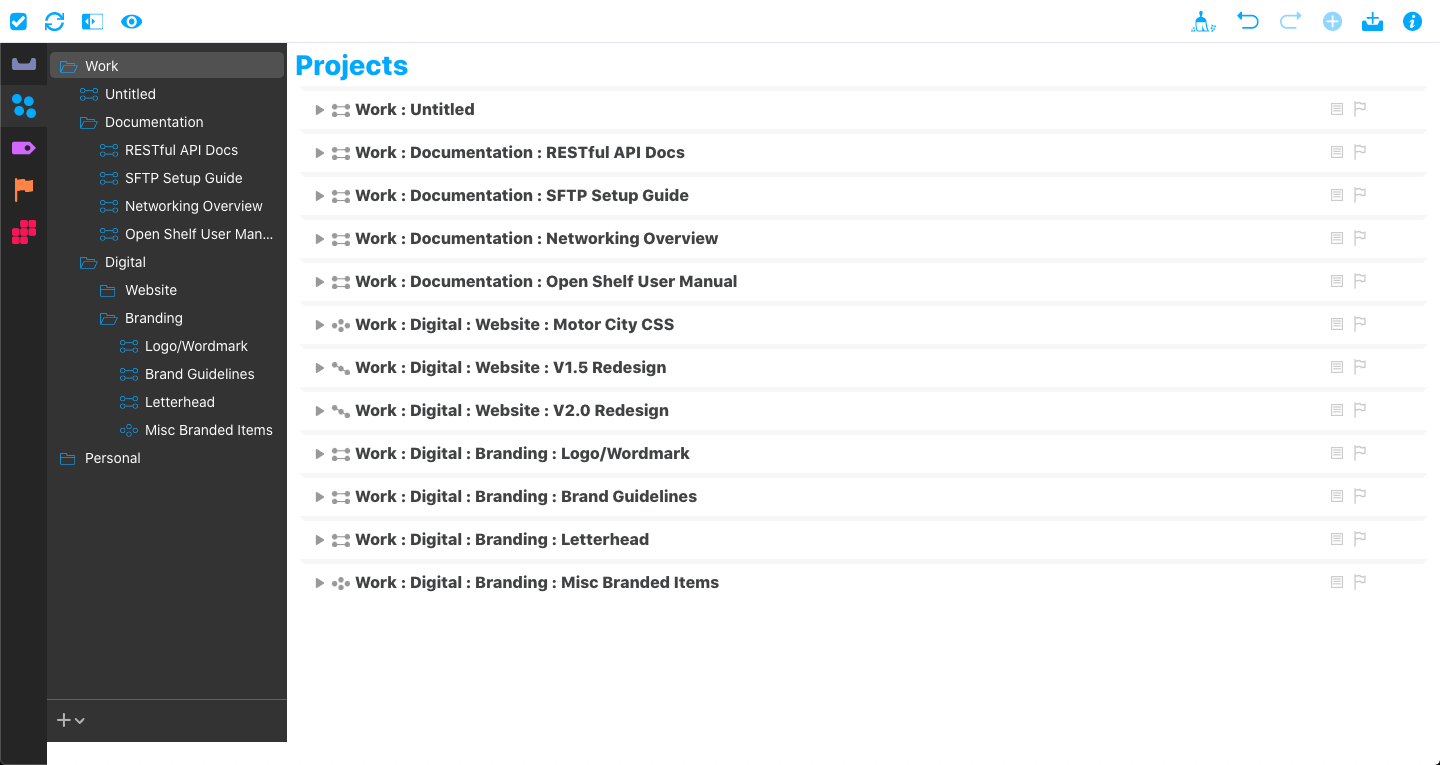 Work
Untitled
Documentation
RESTful API Docs
SFTP Setup Guide
Networking Overview
Open Shelf User Man...
Digital
Website
Branding
Logo/Wordmark
Brand Guidelines
Letterhead
Misc Branded Items
Personal
Projects
Work : Untitled
Work : Documentation : RESTful API Docs
Work : Documentation : SFTP Setup Guide
Work : Documentation : Networking Overview
Work : Documentation : Open Shelf User Manual
Work : Digital : Website : Motor City CSS
Work : Digital : Website : V1.5 Redesign
Work : Digital : Website : V2.0 Redesign
Work : Digital : Branding : Logo/Wordmark
Work : Digital : Branding : Brand Guidelines
Work : Digital : Branding : Letterhead
Work : Digital : Branding : Misc Branded Items